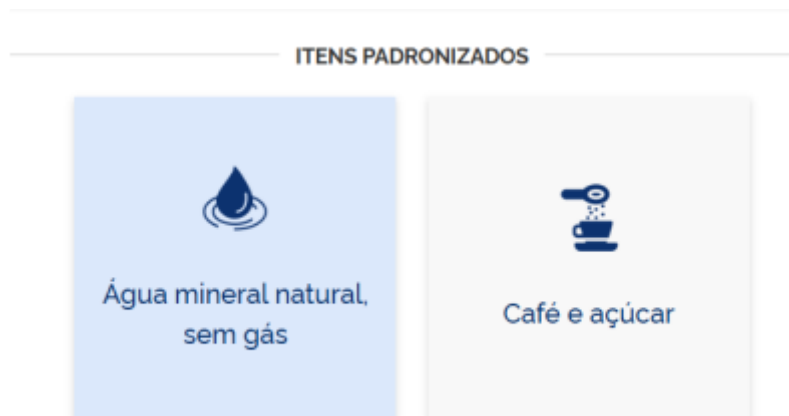 ITENS PADRONIZADOS
Água mineral natural,
sem gás
Café e açúcar